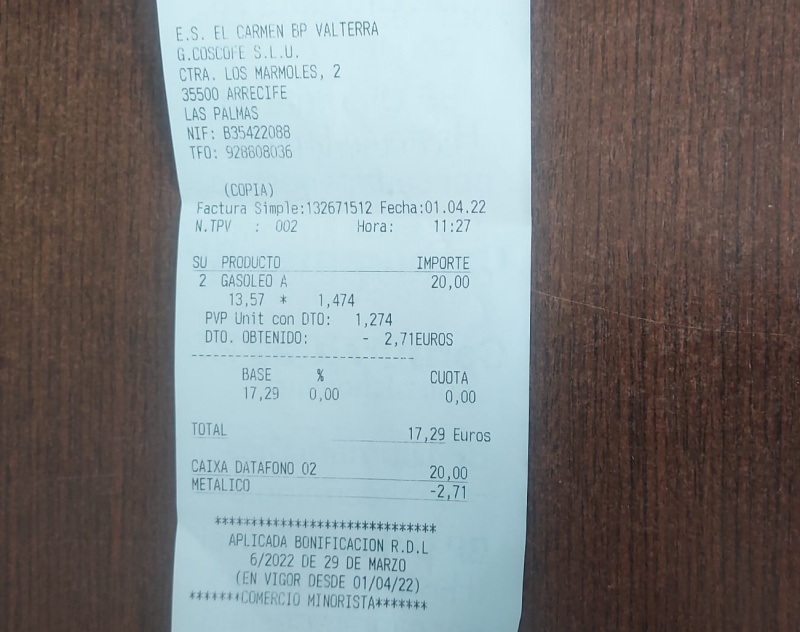 E.S. EL CARMEN BP VALTERRA
G.COSCOFE S.L.U.
CTRA. LOS MARMOLES, 2
35500 ARRECIFE
LAS PALMAS
NIF: B35422088
TFO: 928808036
(COPIA)
Factura Simple:132671512 Fecha:01.04.22
N.TPV : 002 Hora: 11:27
SU PRODUCTO IMPORTE
2 GASOLEO A 20,00
13,57 * 1,474
PVP Unit con DTO: 1,274
DTO. OBTENIDO: - 2,71EUROS
-----------------------------
BASE % CUOTA
17,29 0,00 0,00
TOTAL 17,29 Euros
CAIXA DATAFONO 02 20,00
METALICO -2,71
*****************************
APLICADA BONIFICACION R.D.L
6/2022 DE 29 DE MARZO
(EN VIGOR DESDE 01/04/22)
*******COMERCIO MINORISTA*******